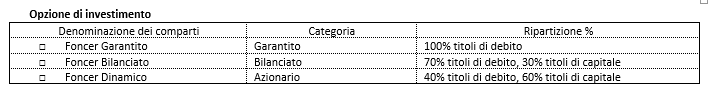 Opzione di investimento
Denominazione dei comparti Categoria Ripartizione %
□ Foncer Garantito Garantito 100% titoli di debito
□ Foncer Bilanciato Bilanciato 70% titoli di debito, 30% titoli di capitale
□ Foncer Dinamico Azionario 40% titoli di debito, 60% titoli di capitale